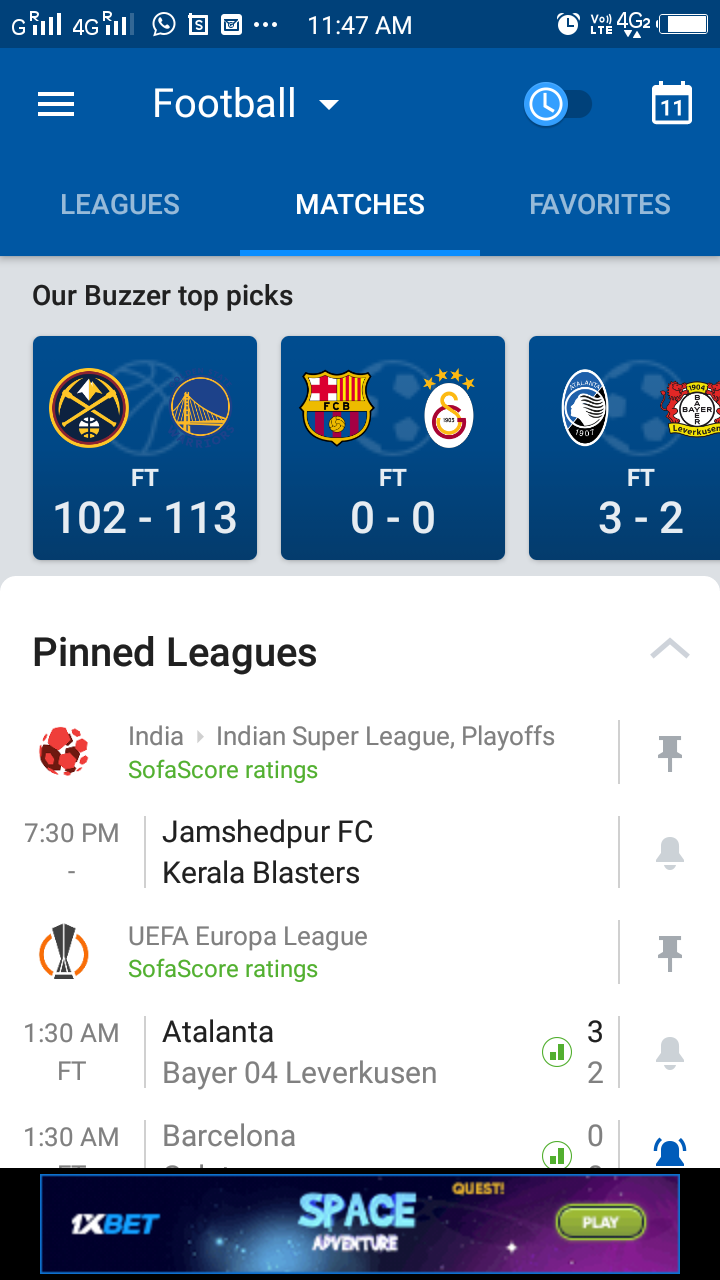 G R 4G R 11:47 AM Vo)) LTE 4G2
Football 11
LEAGUES MATCHES FAVORITES
Our Buzzer top picks
FCB
1905
ATALANTA
1907
1904
BAYER
BAYER
Leverkusen
FT FT FT
102 - 113 0 - 0 3 - 2
Pinned Leagues
India Indian Super League, Playoffs
SofaScore ratings
7:30 PM Jamshedpur FC
- Kerala Blasters
UEFA Europa League
SofaScore ratings
1:30 AM Atalanta 3
FT Bayer 04 Leverkusen 2
1:30 AM Barcelona 0
QUEST!
1XBET SPACE PLAY
ADVENTURE